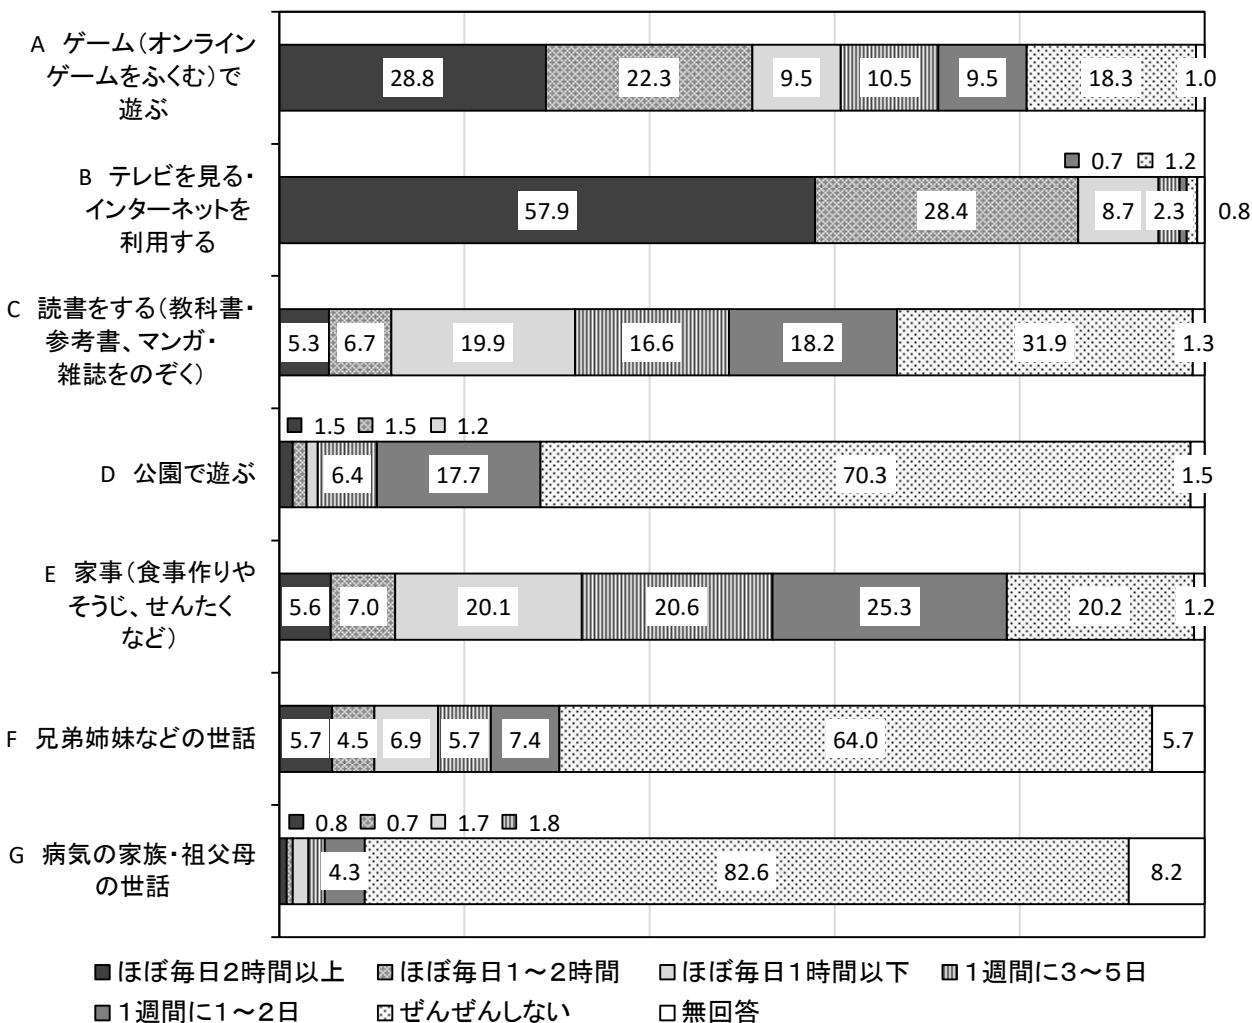 A ゲーム(オンライン
ゲームをふくむ)で
遊ぶ
28.8 22.3 9.5 10.5 9.5 18.3 1.0
0.7 1.2
B テレビを見る・
インターネットを
利用する
57.9 28.4 8.7 2.3 0.8
C 読書をする(教科書・
参考書、マンガ・
雑誌をのぞく)
5.3 6.7 19.9 16.6 18.2 31.9 1.3
1.5 1.5 1.2
D 公園で遊ぶ
6.4 17.7 70.3 1.5
E 家事(食事作りや
そうじ、せんたく
など)
5.6 7.0 20.1 20.6 25.3 20.2 1.2
F 兄弟姉妹などの世話
5.7 4.5 6.9 5.7 7.4 64.0 5.7
0.8 0.7 1.7 1.8
G 病気の家族・祖父母
の世話
4.3 82.6 8.2
ほぼ毎日2時間以上 ほぼ毎日1~2時間 ほぼ毎日1時間以下 1週間に3~5日
1週間に1~2日 ぜんぜんしない 無回答